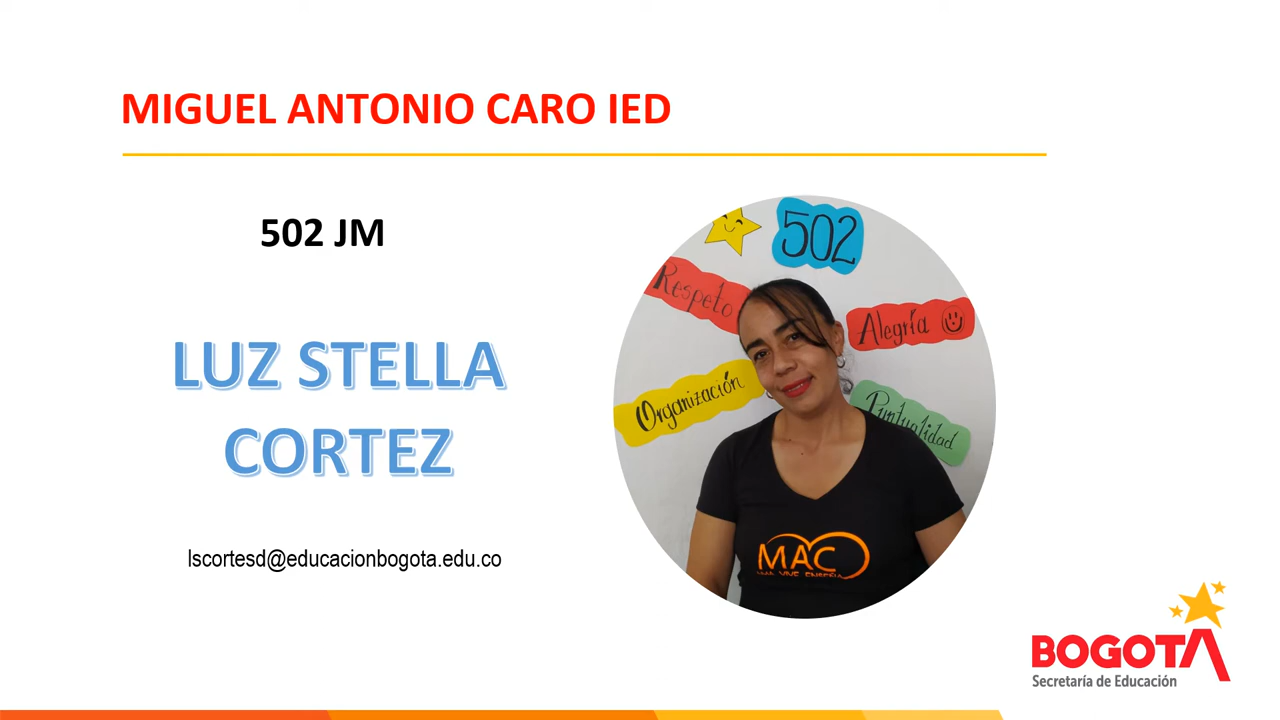 MIGUEL ANTONIO CARO IED
502 JM
LUZ STELLA
CORTEZ
lscortesd@educacionbogota.edu.co
502
Respeto
Alegría
Organización
Puntualidad
MAC
BOGOTA
Secretaría de Educación